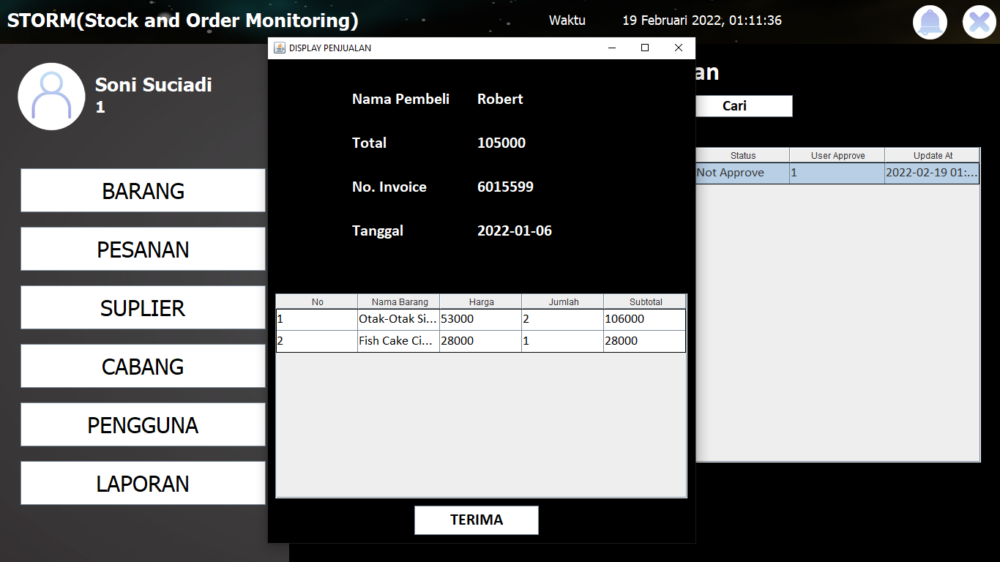 STORM(Stock and Order Monitoring)
Waktu 19 Februari 2022, 01:11:36
Soni Suciadi
1
BARANG
PESANAN
SUPLIER
CABANG
PENGGUNA
LAPORAN
DISPLAY PENJUALAN
Nama Pembeli Robert
Total 105000
No. Invoice 6015599
Tanggal 2022-01-06
No Nama Barang Harga Jumlah Subtotal
1 Otak-Otak Si... 53000 2 106000
2 Fish Cake Ci... 28000 1 28000
TERIMA
an
Cari
Status User Approve Update At
Not Approve 1 2022-02-19 01:...